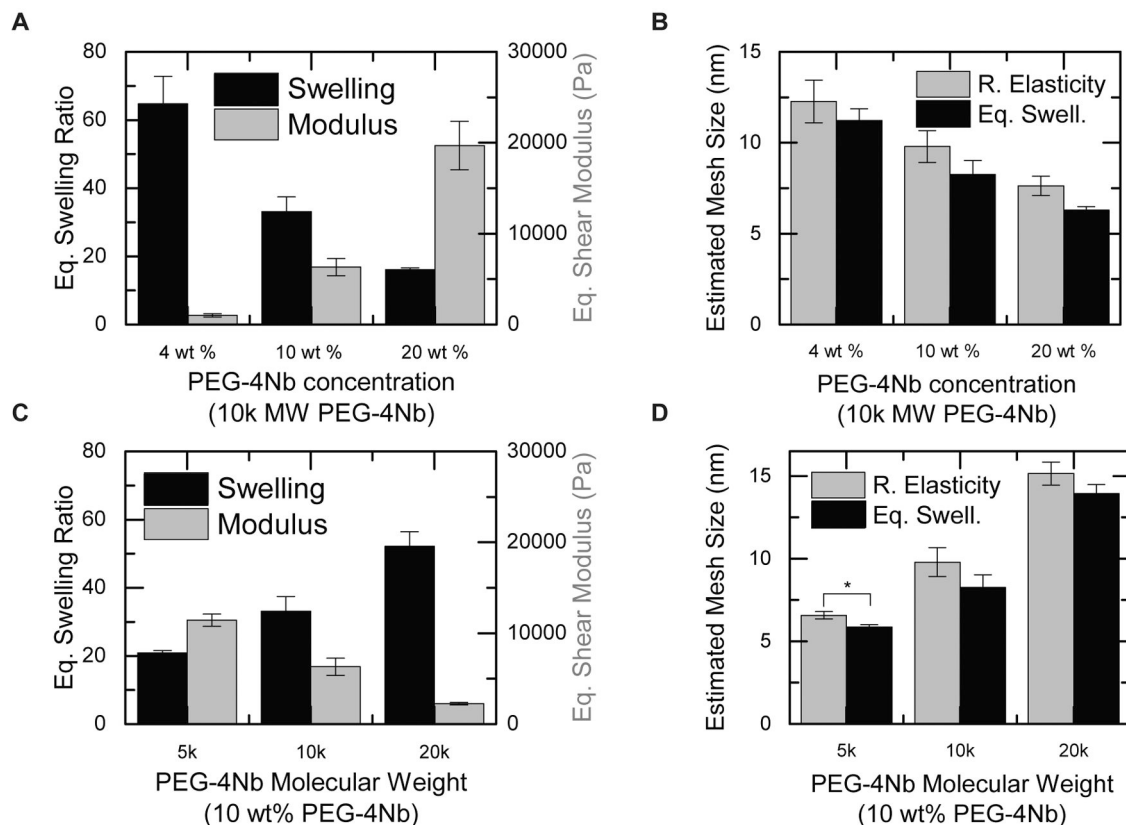 A
80
60
40
20
0
Eq. Swelling Ratio
Swelling
Modulus
30000
20000
10000
0
Eq. Shear Modulus (Pa)
4 wt %
10 wt %
20 wt %
PEG-4Nb concentration
(10k MW PEG-4Nb)
B
15
10
5
0
Estimated Mesh Size (nm)
R. Elasticity
Eq. Swell.
4 wt %
10 wt %
20 wt %
PEG-4Nb concentration
(10k MW PEG-4Nb)
C
80
60
40
20
0
Eq. Swelling Ratio
Swelling
Modulus
30000
20000
10000
0
Eq. Shear Modulus (Pa)
5k
10k
20k
PEG-4Nb Molecular Weight
(10 wt% PEG-4Nb)
D
15
10
5
0
Estimated Mesh Size (nm)
R. Elasticity
Eq. Swell.
*
5k
10k
20k
PEG-4Nb Molecular Weight
(10 wt% PEG-4Nb)